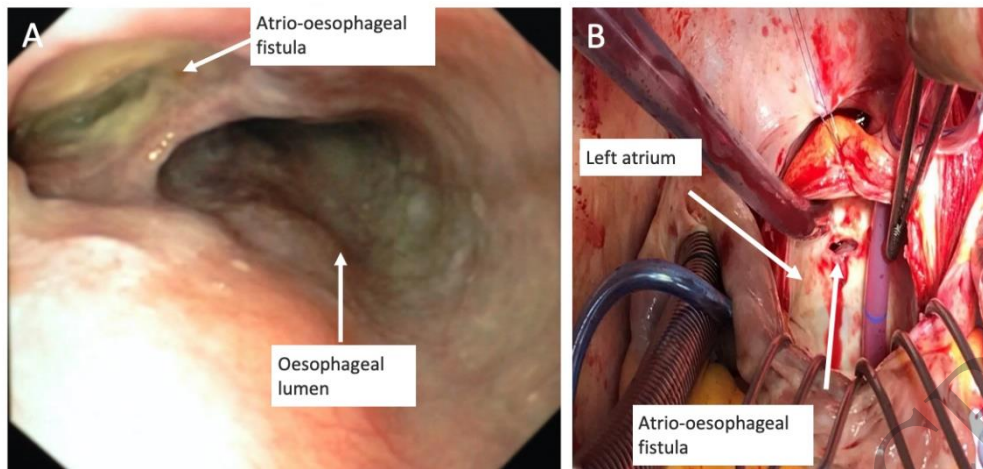 A
Atrio-oesophageal
fistula
Oesophageal
lumen
B
Left atrium
Atrio-oesophageal
fistula